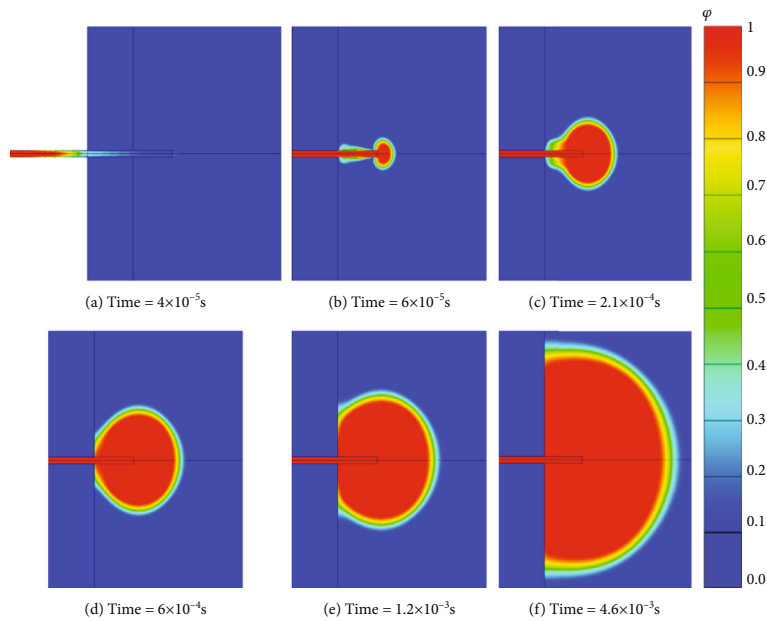 φ
1
0.9
0.8
0.7
0.6
0.5
0.4
0.3
0.2
0.1
0.0
(a) Time = 4×10⁻⁵s
(b) Time = 6×10⁻⁵s
(c) Time = 2.1×10⁻⁴s
(d) Time = 6×10⁻⁴s
(e) Time = 1.2×10⁻³s
(f) Time = 4.6×10⁻³s